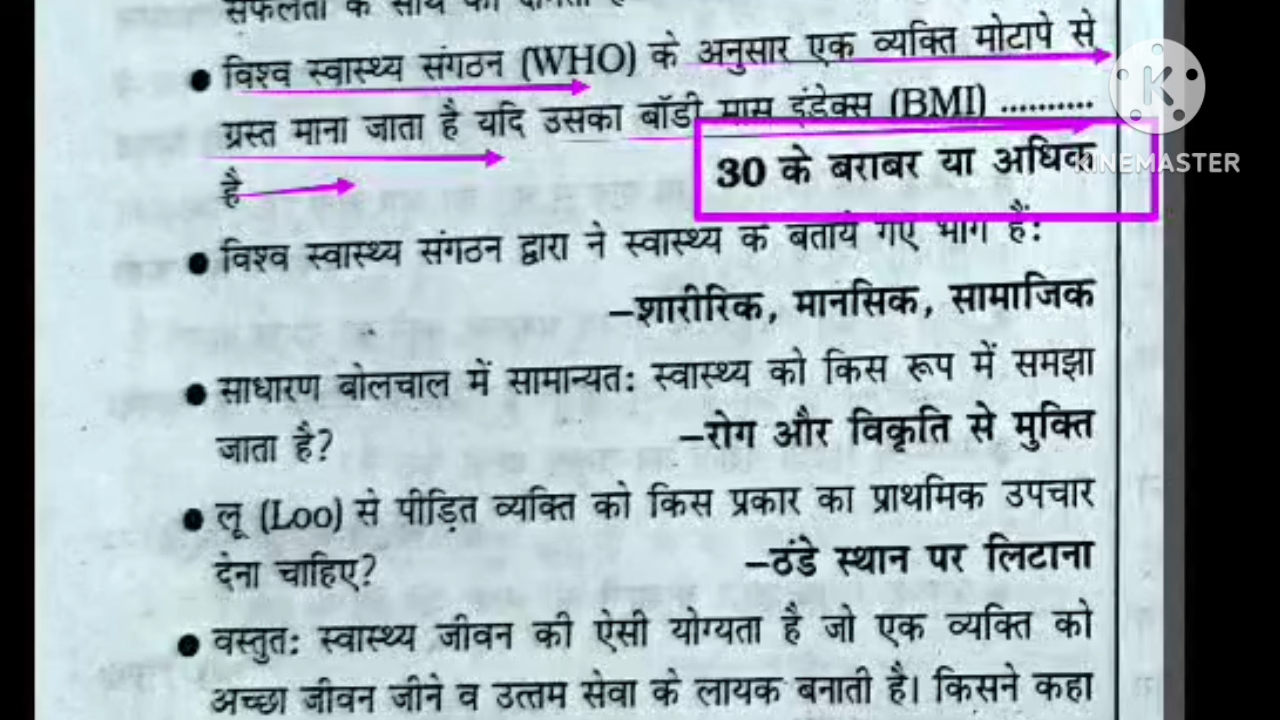 सफलता के साथ
● विश्व स्वास्थ्य संगठन (WHO) के अनुसार एक व्यक्ति मोटापे से
ग्रस्त माना जाता है यदि उसका बॉडी मास इंडेक्स (BMI) ..........
है
30 के बराबर या अधिक
● विश्व स्वास्थ्य संगठन द्वारा ने स्वास्थ्य के बताये गए भाग हैं:
–शारीरिक, मानसिक, सामाजिक
● साधारण बोलचाल में सामान्यत: स्वास्थ्य को किस रूप में समझा
जाता है? –रोग और विकृति से मुक्ति
● लू (Loo) से पीड़ित व्यक्ति को किस प्रकार का प्राथमिक उपचार
देना चाहिए? –ठंडे स्थान पर लिटाना
● वस्तुत: स्वास्थ्य जीवन की ऐसी योग्यता है जो एक व्यक्ति को
अच्छा जीवन जीने व उत्तम सेवा के लायक बनाती है। किसने कहा
K
KINEMASTER